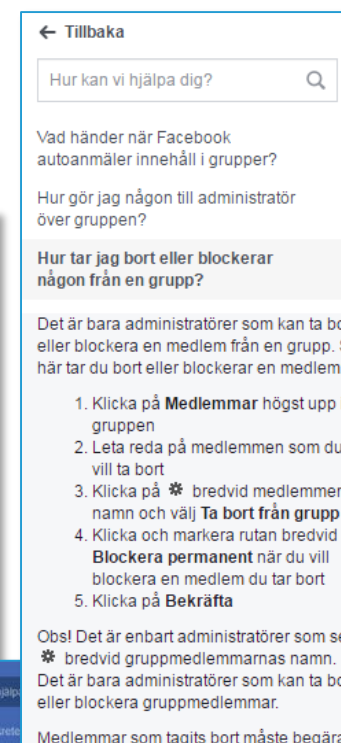 ← Tillbaka
Hur kan vi hjälpa dig?
Vad händer när Facebook
autoanmäler innehåll i grupper?
Hur gör jag någon till administratör
över gruppen?
Hur tar jag bort eller blockerar
någon från en grupp?
Det är bara administratörer som kan ta
eller blockera en medlem från en grupp.
här tar du bort eller blockerar en medlem
1. Klicka på Medlemmar högst upp
gruppen
2. Leta reda på medlemmen som du
vill ta bort
3. Klicka på bredvid
namn och välj Ta bort från grupp
4. Klicka och markera rutan bredvid
Blockera permanent när du vill
blockera en medlem du tar bort
5. Klicka på Bekräfta
Obs! Det är enbart administratörer som
bredvid gruppmedlemmarnas namn.
Det är bara administratörer som kan ta
eller blockera gruppmedlemmar.
Medlemmar som tagits bort måste